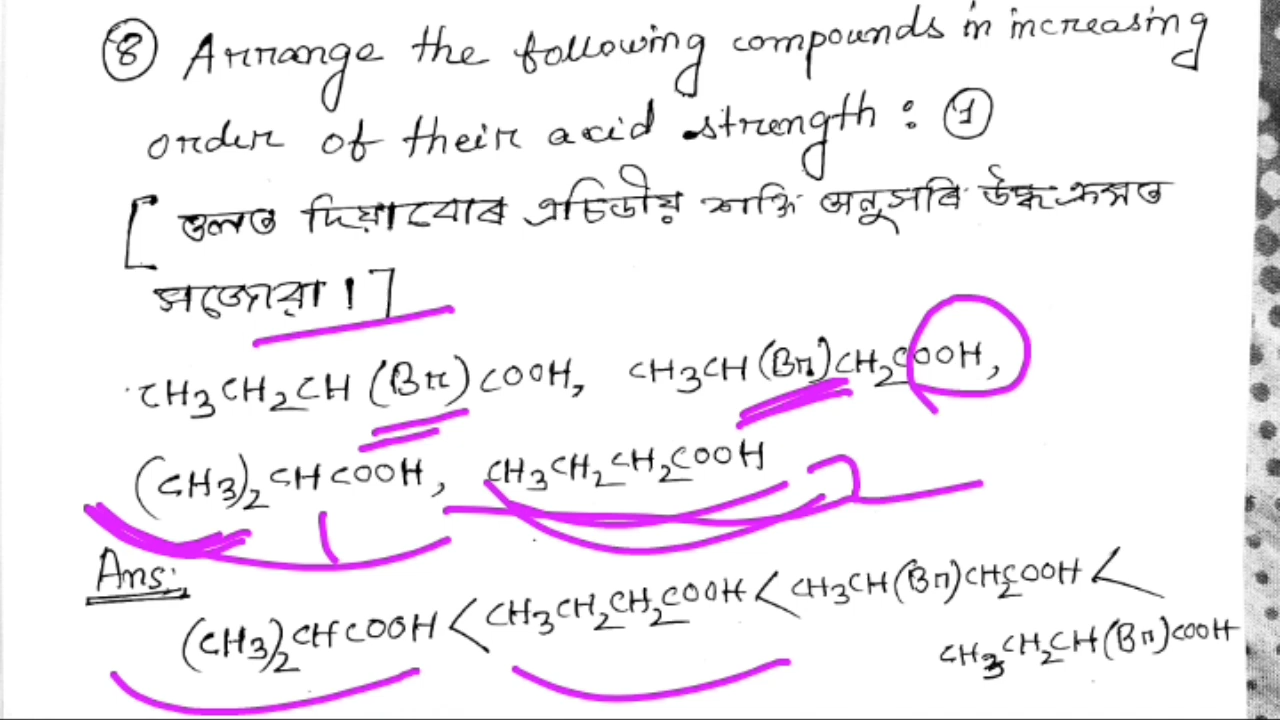 ⑧ Arrange the following compounds in increasing
order of their acid strength : ①
[ তলত দিয়াবোৰ এচিডীয় শক্তি অনুসৰি উৰ্দ্ধক্ৰমত
সজোৱা ।]
CH₃CH₂CH(Br)COOH, CH₃CH(Br)CH₂COOH,
(CH₃)₂CHCOOH, CH₃CH₂CH₂COOH
Ans:
(CH₃)₂CHCOOH < CH₃CH₂CH₂COOH < CH₃CH(Br)CH₂COOH <
CH₃CH₂CH(Br)COOH